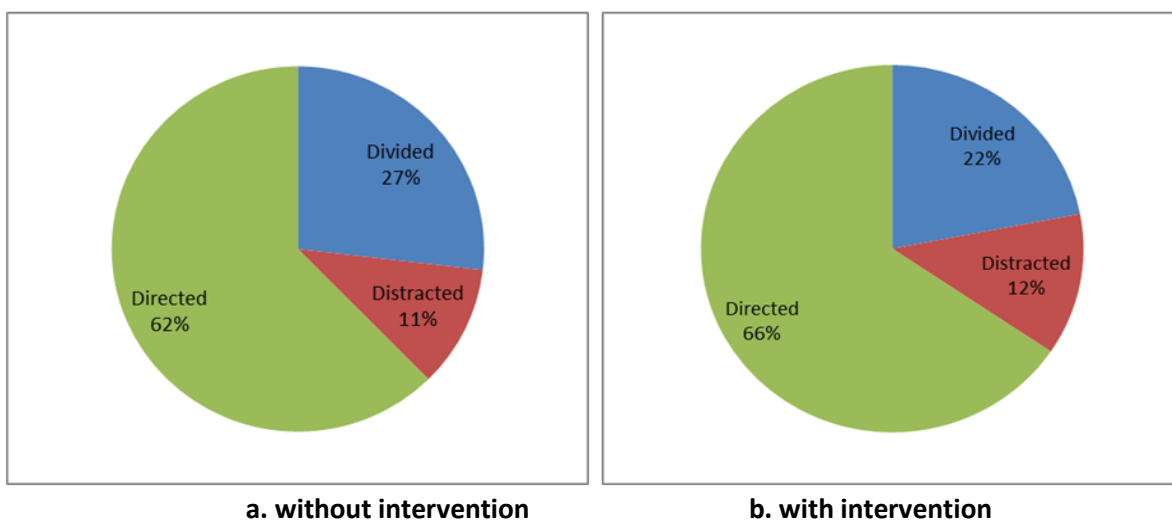 Divided
27%
Distracted
11%
Directed
62%
a. without intervention
Divided
22%
Distracted
12%
Directed
66%
b. with intervention